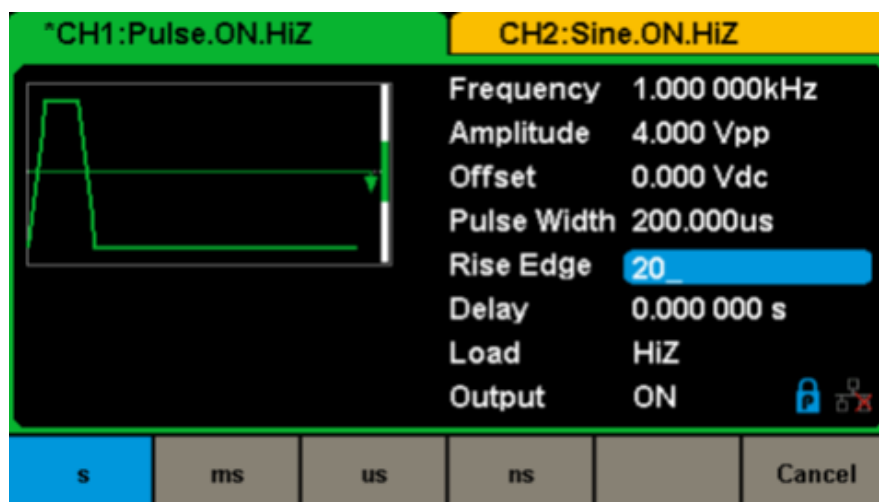 *CH1:Pulse.ON.HiZ CH2:Sine.ON.HiZ
Frequency 1.000 000kHz
Amplitude 4.000 Vpp
Offset 0.000 Vdc
Pulse Width 200.000us
Rise Edge 20_
Delay 0.000 000 s
Load HiZ
Output ON P
s ms us ns Cancel